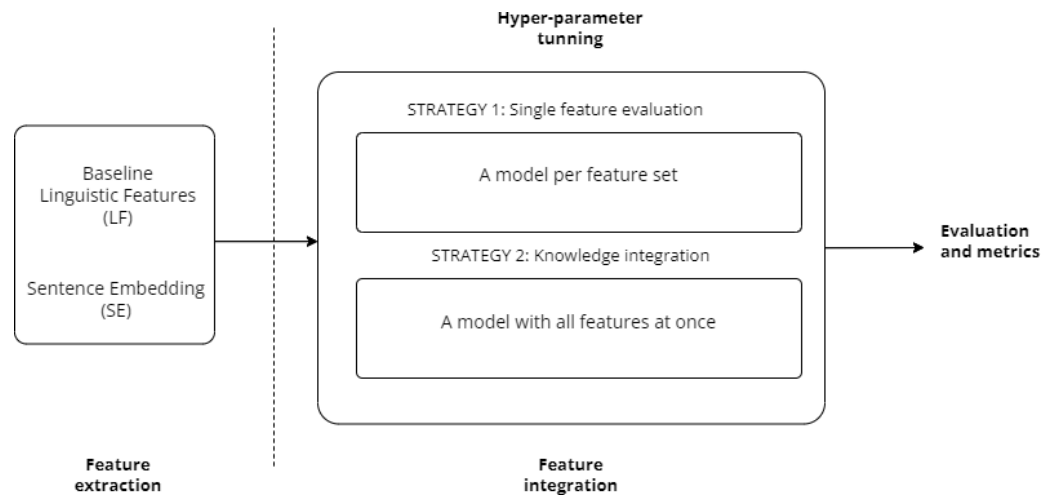 Hyper-parameter
tunning
STRATEGY 1: Single feature evaluation
A model per feature set
Baseline
Linguistic Features
(LF)
Sentence Embedding
(SE)
STRATEGY 2: Knowledge integration
A model with all features at once
Evaluation
and metrics
Feature
extraction
Feature
integration